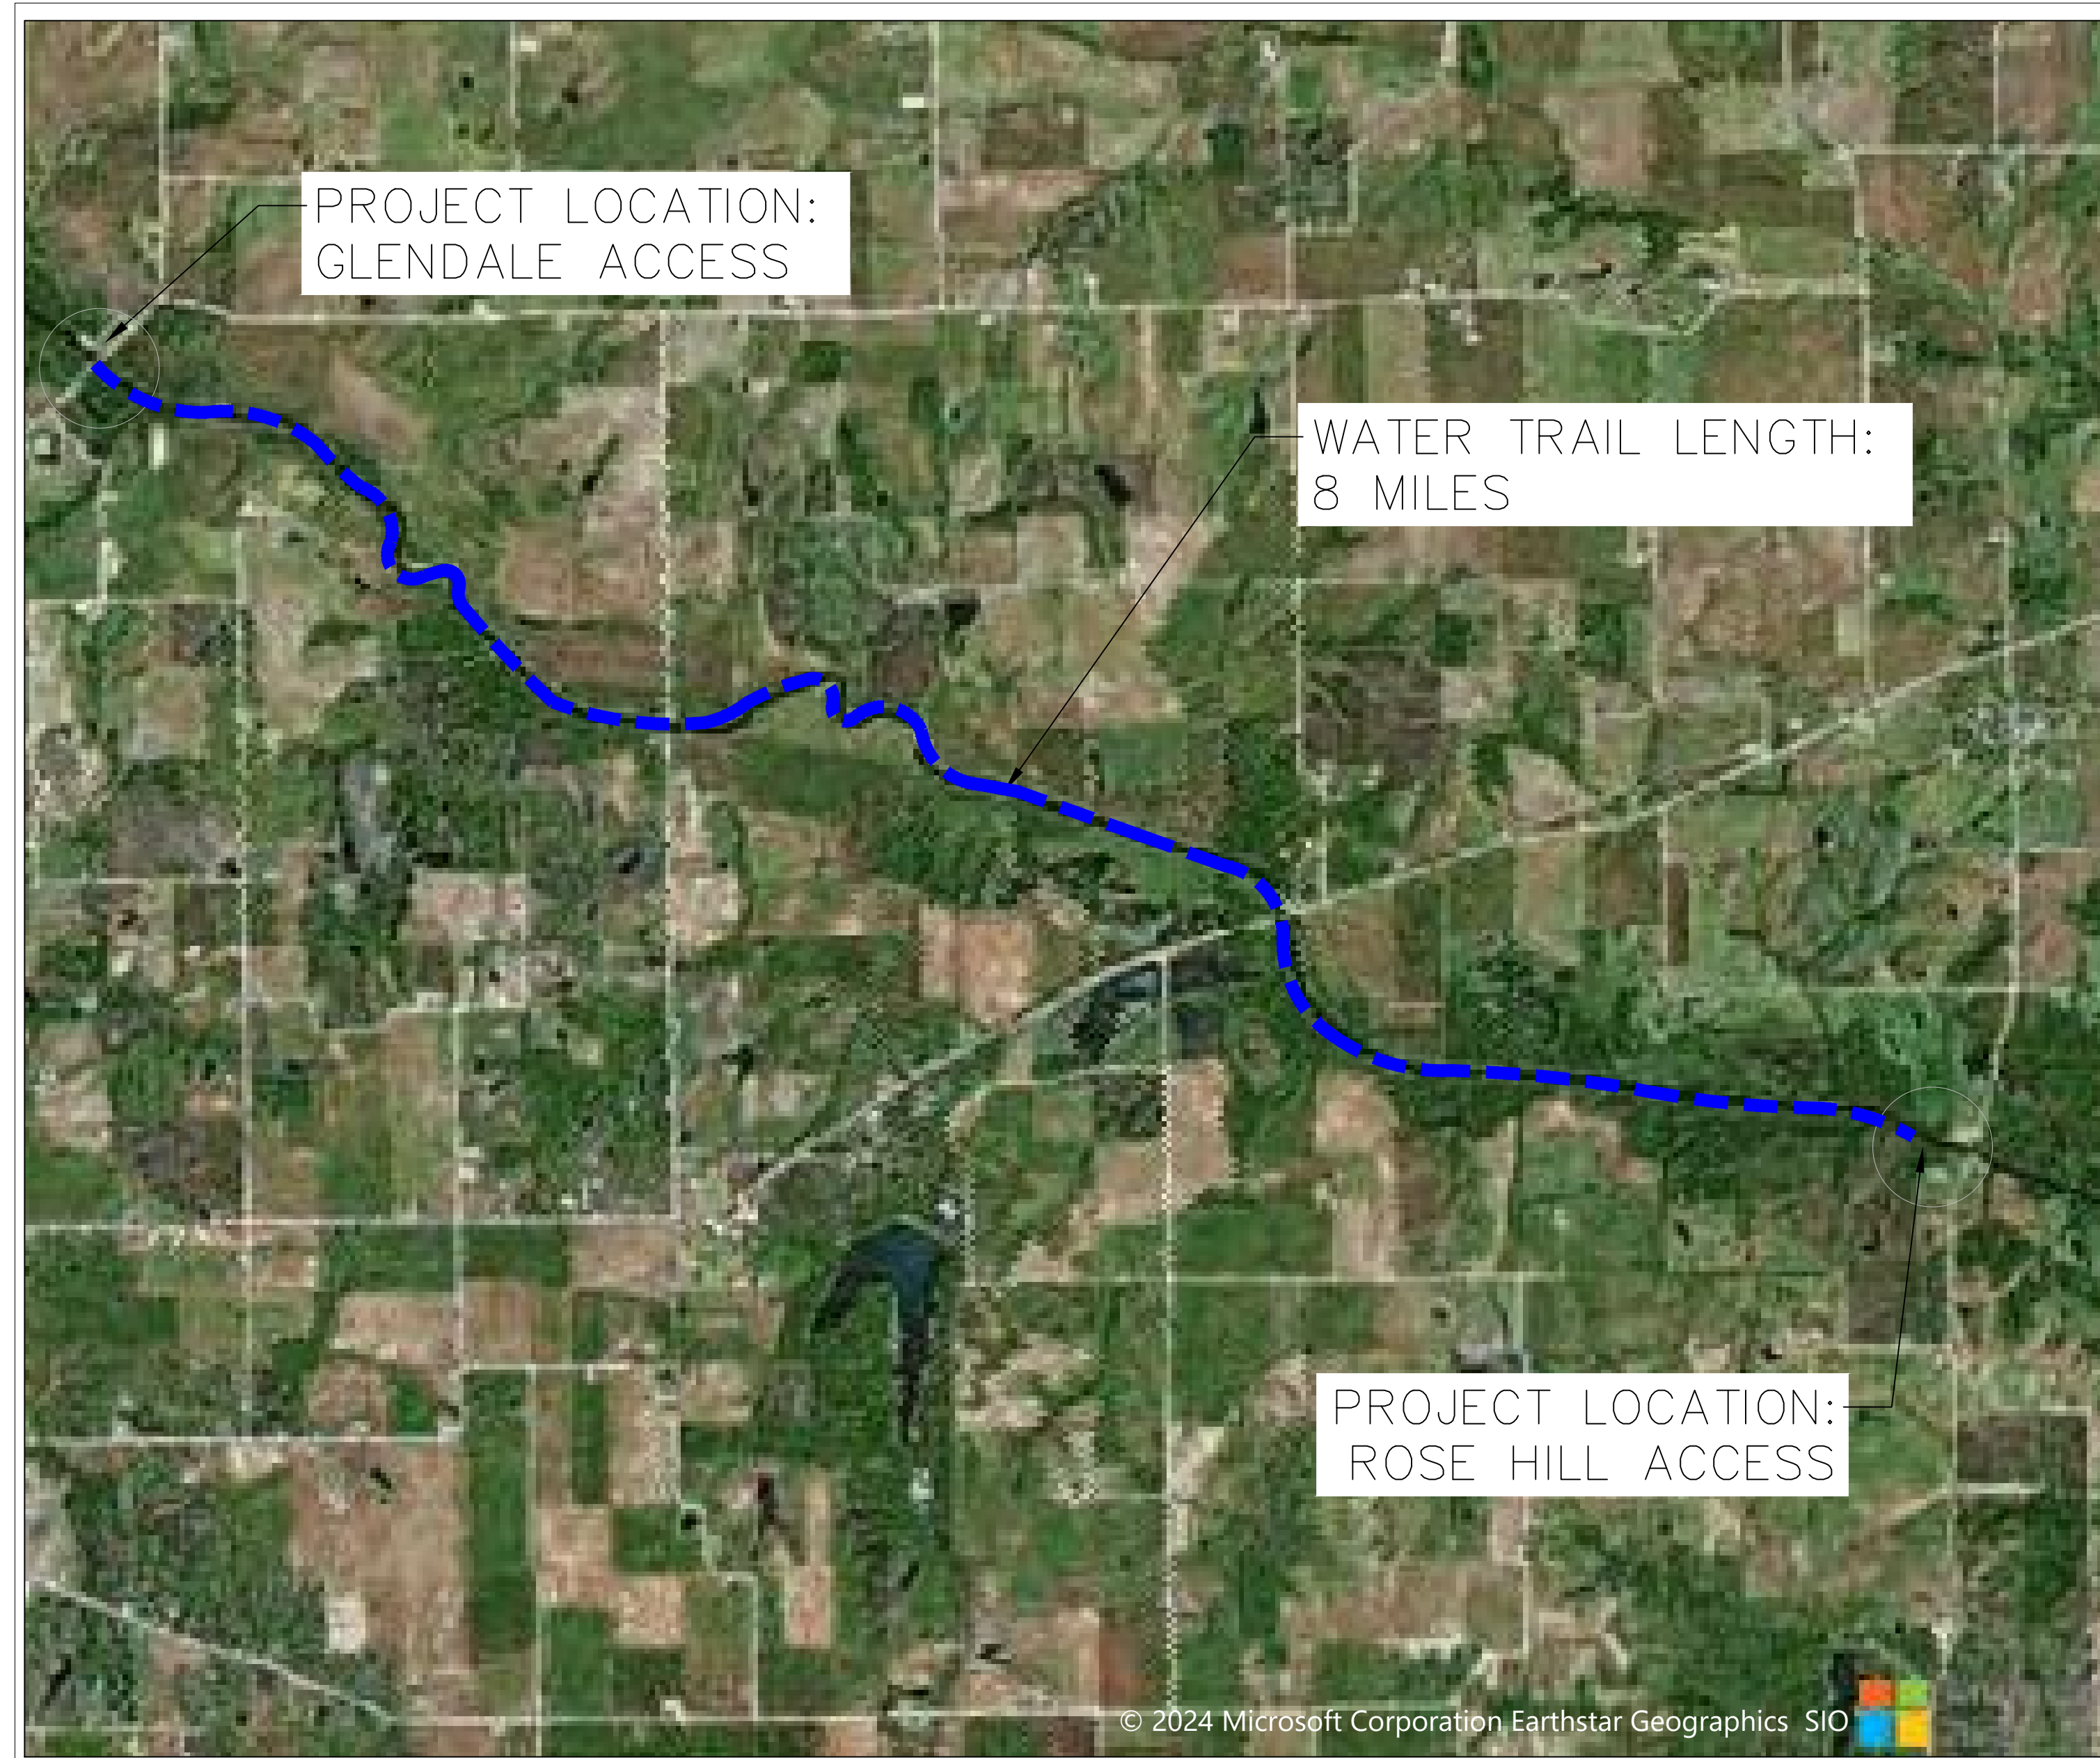 PROJECT LOCATION:
GLENDALE ACCESS
WATER TRAIL LENGTH:
8 MILES
PROJECT LOCATION:
ROSE HILL ACCESS
© 2024 Microsoft Corporation Earthstar Geographics SIO